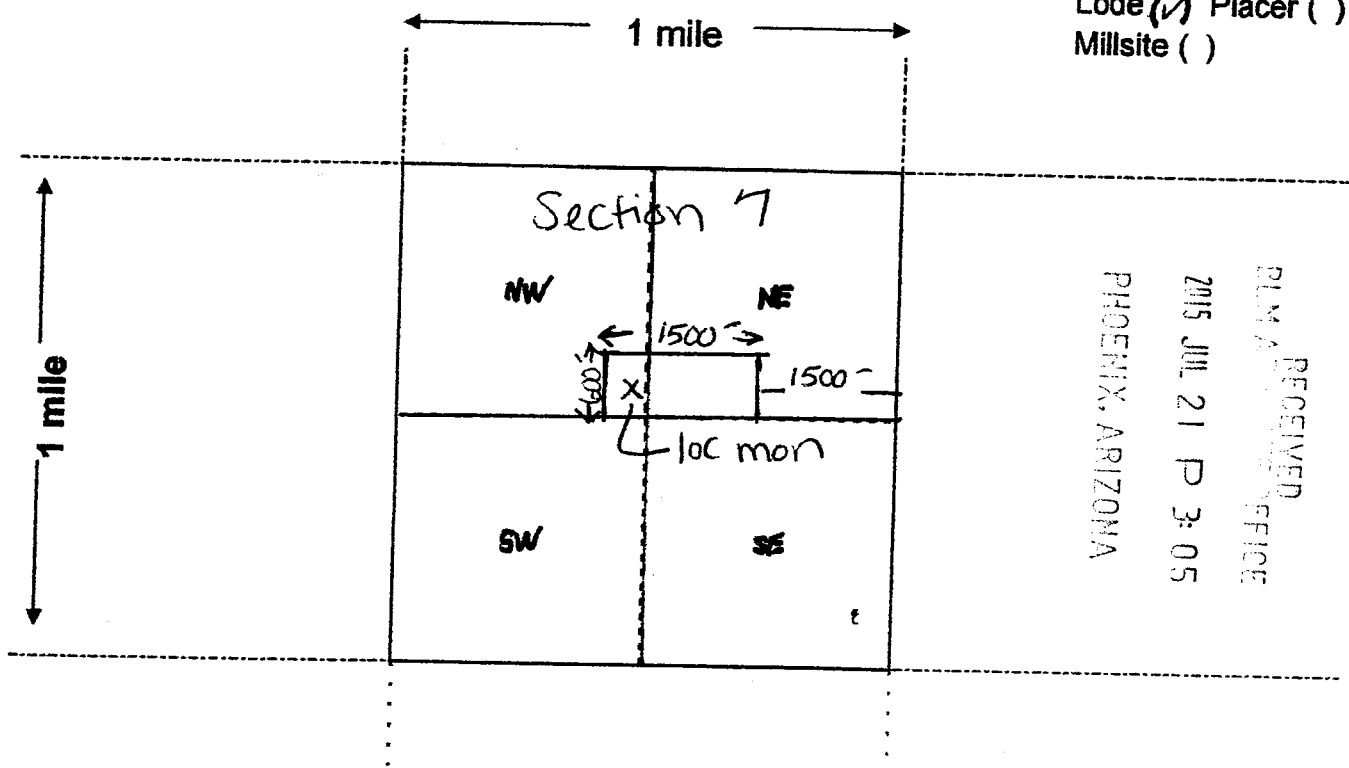 Lode (✓) Placer ( )
Millsite ( )
1 mile
1 mile
Section 7
NW
NE
1500
600
X
1500
loc mon
SW
SE
RECEIVED
OFFICE
2015 JUL 21 P 3:05
PHOENIX, ARIZONA